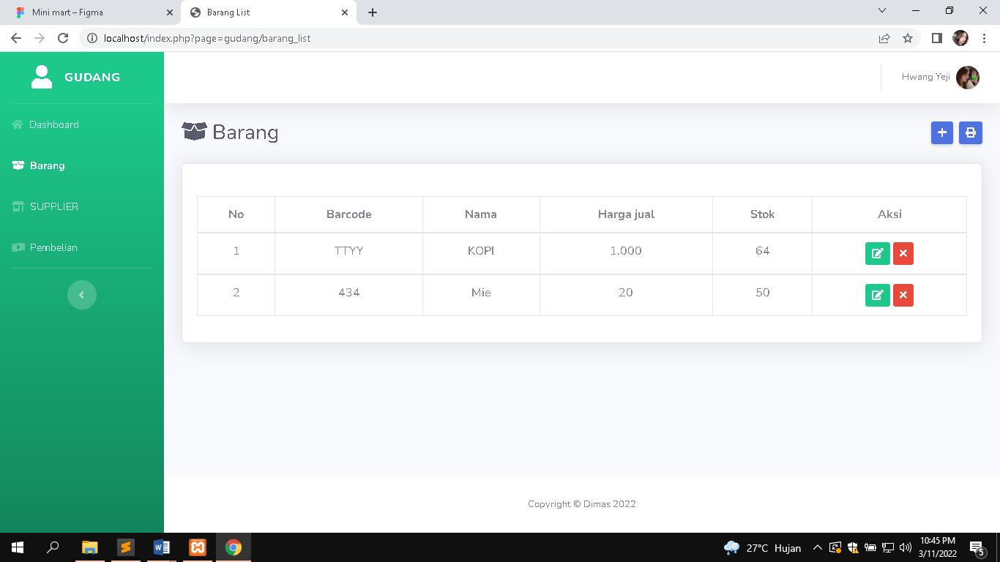 Mini mart – Figma
Barang List
localhost/index.php?page=gudang/barang_list
GUDANG
Hwang Yeji
Dashboard
Barang
SUPPLIER
Pembelian
Barang
No Barcode Nama Harga jual Stok Aksi
1 TTYY KOPI 1.000 64
2 434 Mie 20 50
Copyright © Dimas 2022
27°C Hujan
10:45 PM
3/11/2022
5